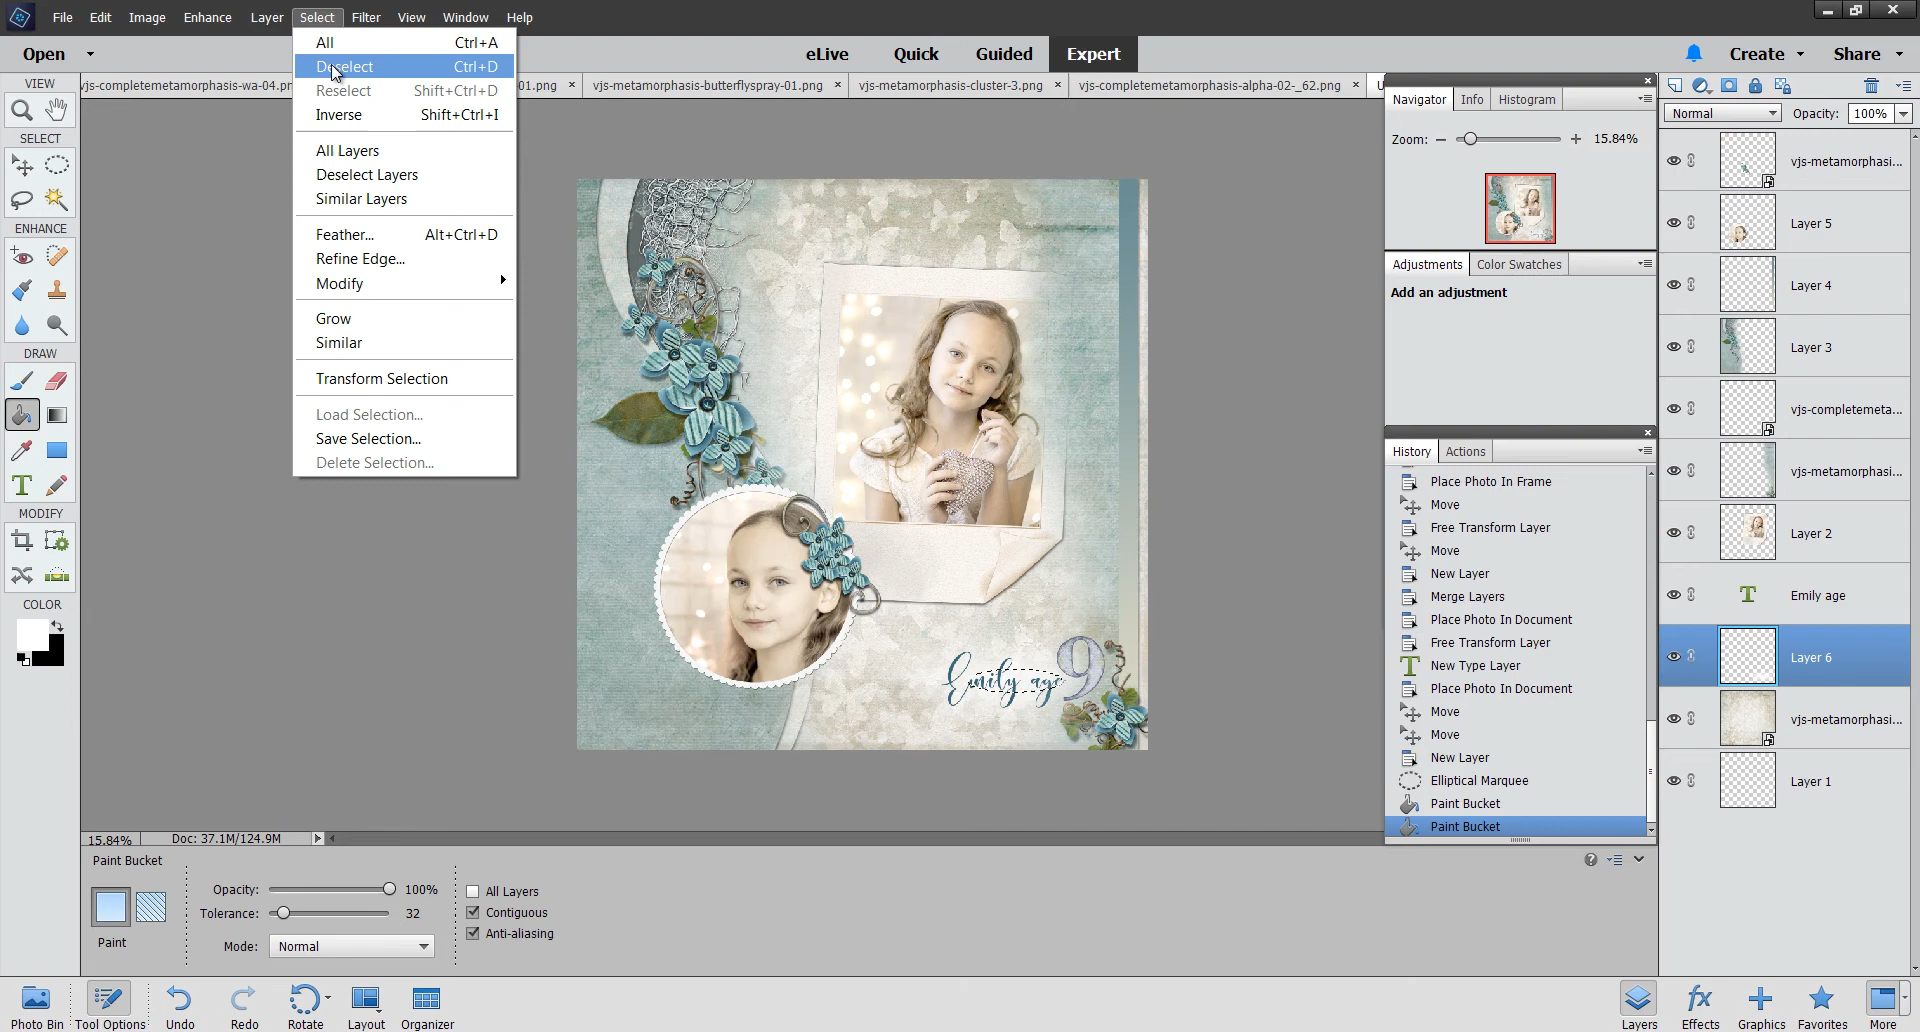 File Edit Image Enhance Layer Select Filter View Window Help
Open eLive Quick Guided Expert Create Share
vjs-completemetamorphasis-wa-04.pn 01.png × vjs-metamorphasis-butterflyspray-01.png × vjs-metamorphasis-cluster-3.png × vjs-completemetamorphasis-alpha-02-_62.png ×
All Ctrl+A
Deselect Ctrl+D
Reselect Shift+Ctrl+D
Inverse Shift+Ctrl+I
All Layers
Deselect Layers
Similar Layers
Feather... Alt+Ctrl+D
Refine Edge...
Modify
Grow
Similar
Transform Selection
Load Selection...
Save Selection...
Delete Selection...
VIEW
SELECT
ENHANCE
DRAW
T
MODIFY
COLOR
Emily age 9
Navigator Info Histogram
Zoom: 15.84%
Adjustments Color Swatches
Add an adjustment
History Actions
Place Photo In Frame
Move
Free Transform Layer
Move
New Layer
Merge Layers
Place Photo In Document
Free Transform Layer
T New Type Layer
Place Photo In Document
Move
Move
New Layer
Elliptical Marquee
Paint Bucket
Paint Bucket
Normal Opacity: 100%
vjs-metamorphasi...
Layer 5
Layer 4
Layer 3
vjs-completemeta...
vjs-metamorphasi...
Layer 2
T Emily age
Layer 6
vjs-metamorphasi...
Layer 1
15.84% Doc: 37.1M/124.9M
Paint Bucket
Paint
Opacity: 100%
Tolerance: 32
Mode: Normal
All Layers
Contiguous
Anti-aliasing
Photo Bin Tool Options Undo Redo Rotate Layout Organizer
fx
Layers Effects Graphics Favorites More